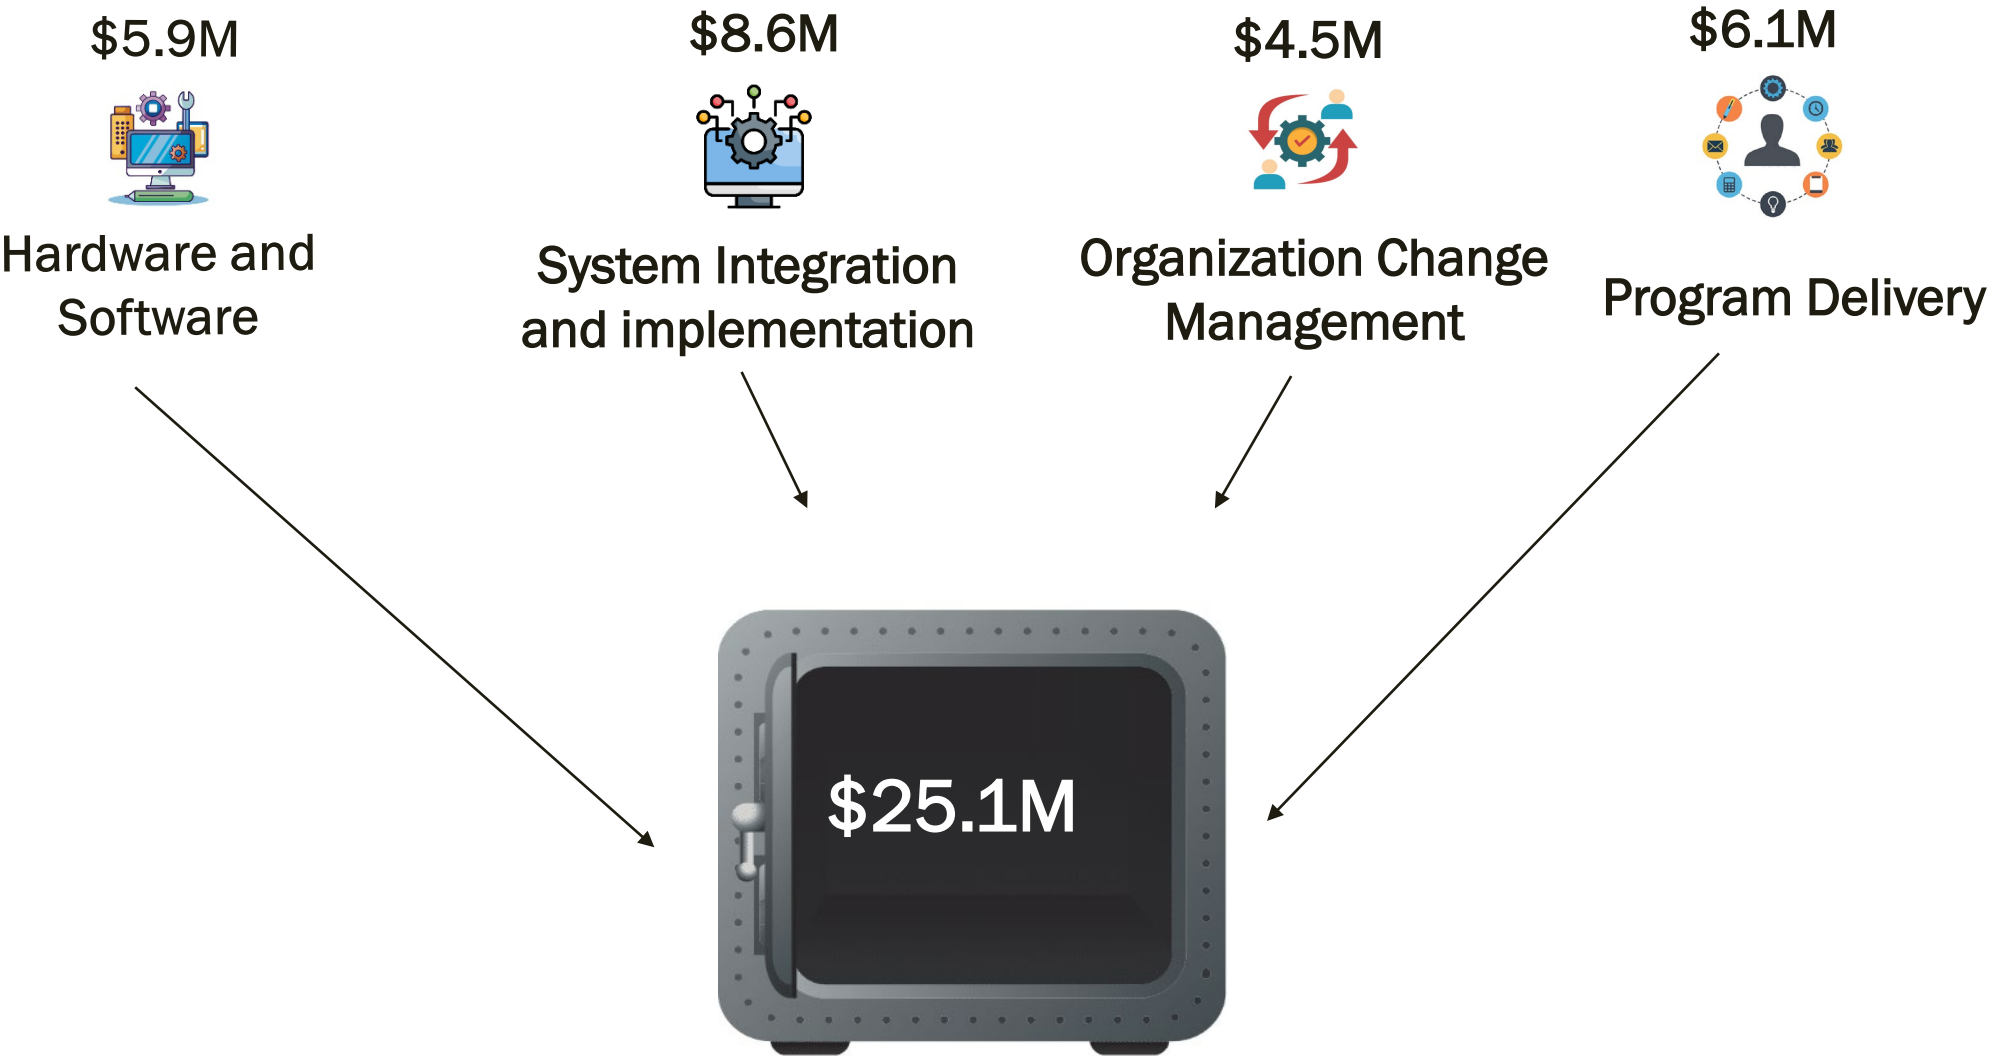 $5.9M
Hardware and
Software
$8.6M
System Integration
and implementation
$4.5M
Organization Change
Management
$6.1M
Program Delivery
$25.1M